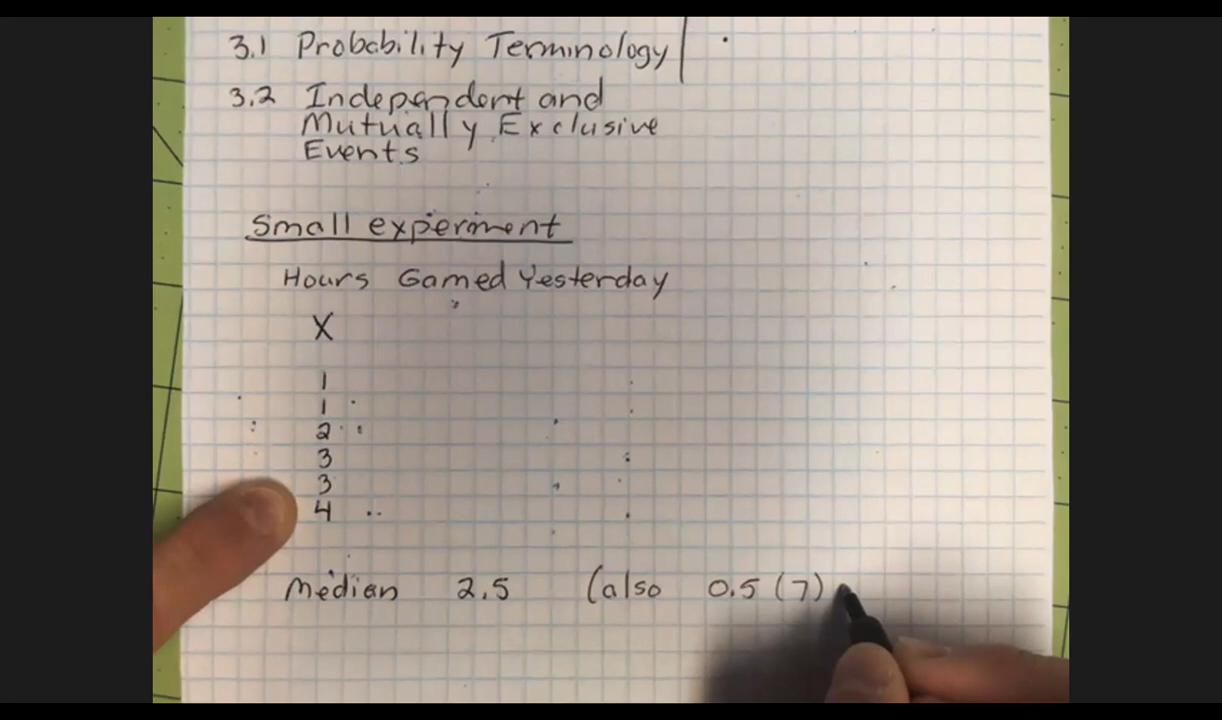 3.1 Probability Terminology
3.2 Independent and
Mutually Exclusive
Events
Small experiment
Hours Gamed Yesterday
X
1
1
2
3
3
4
Median 2.5 (also 0.5 (7)